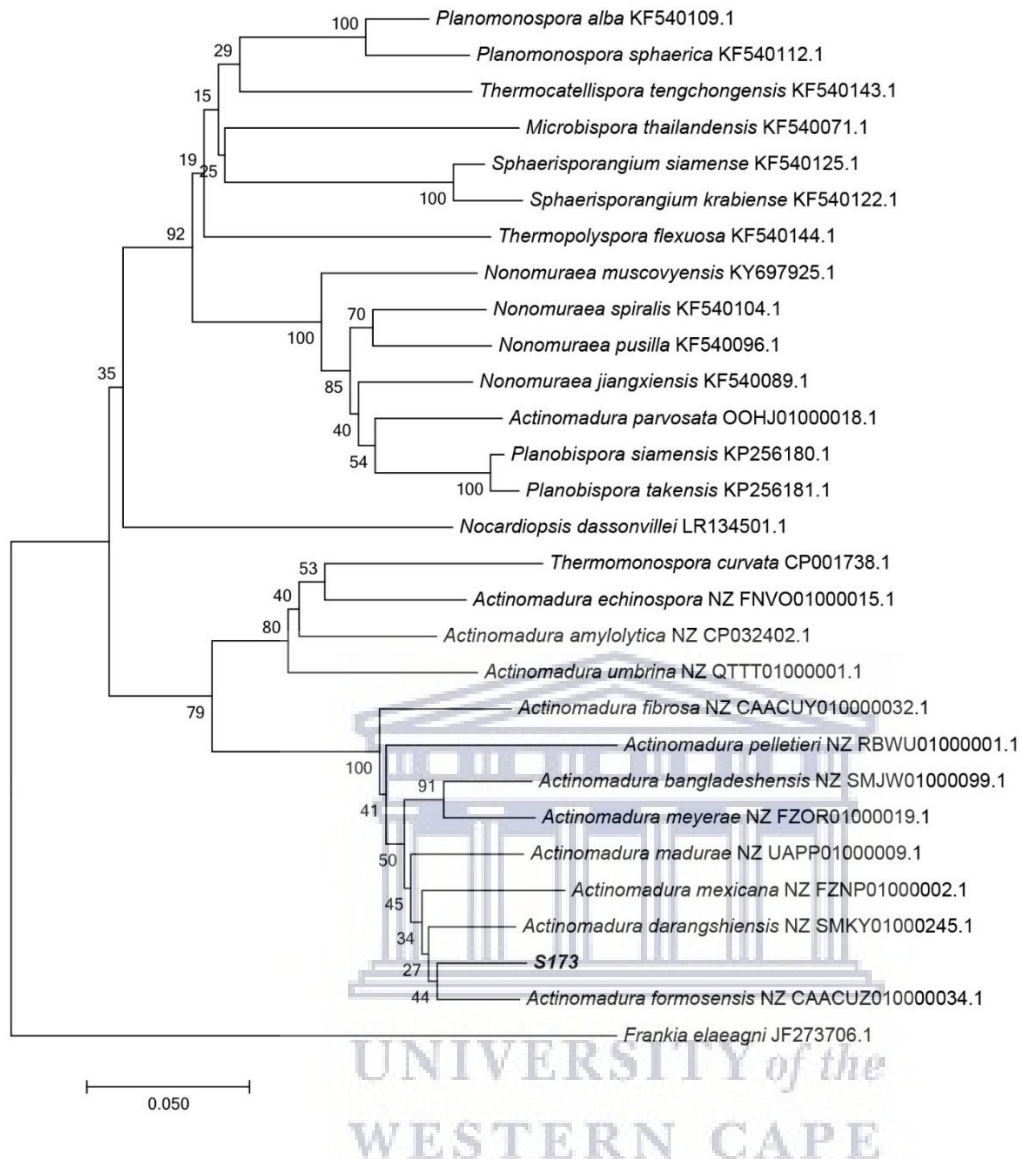 Planomonospora alba KF540109.1
100
Planomonospora sphaerica KF540112.1
29
Thermocatellispora tengchongensis KF540143.1
15
Microbispora thailandensis KF540071.1
19
25
Sphaerisporangium siamense KF540125.1
100
Sphaerisporangium krabiense KF540122.1
92
Thermopolyspora flexuosa KF540144.1
Nonomuraea muscovyensis KY697925.1
70
Nonomuraea spiralis KF540104.1
100
Nonomuraea pusilla KF540096.1
35
85
Nonomuraea jiangxiensis KF540089.1
40
Actinomadura parvosata OOHJ01000018.1
54
Planobispora siamensis KP256180.1
100
Planobispora takensis KP256181.1
Nocardiopsis dassonvillei LR134501.1
53
Thermomonospora curvata CP001738.1
40
Actinomadura echinospora NZ FNVO01000015.1
80
Actinomadura amylolytica NZ CP032402.1
Actinomadura umbrina NZ QTTT01000001.1
79
Actinomadura fibrosa NZ CAACUY010000032.1
100
Actinomadura pelletieri NZ RBWU01000001.1
91
Actinomadura bangladeshensis NZ SMJW01000099.1
41
Actinomadura meyerae NZ FZOR01000019.1
50
Actinomadura madurae NZ UAPP01000009.1
45
Actinomadura mexicana NZ FZNP01000002.1
34
Actinomadura darangshiensis NZ SMKY01000245.1
27
S173
44
Actinomadura formosensis NZ CAACUZ010000034.1
Frankia elaeagni JF273706.1
0.050
UNIVERSITY of the
WESTERN CAPE